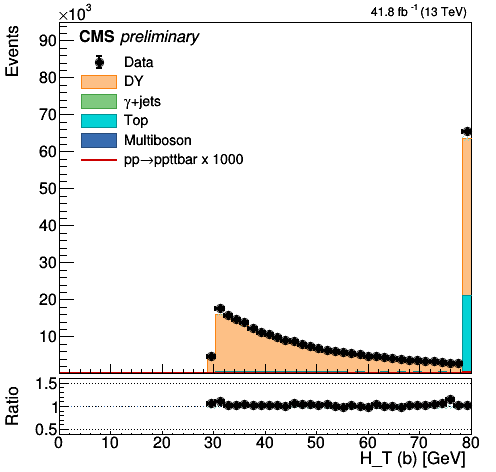 ×10³
41.8 fb⁻¹ (13 TeV)
Events
CMS preliminary
Data
DY
γ+jets
Top
Multiboson
pp→ppttbar x 1000
90
80
70
60
50
40
30
20
10
Ratio
1.5
1
0.5
0 10 20 30 40 50 60 70 80
H_T (b) [GeV]